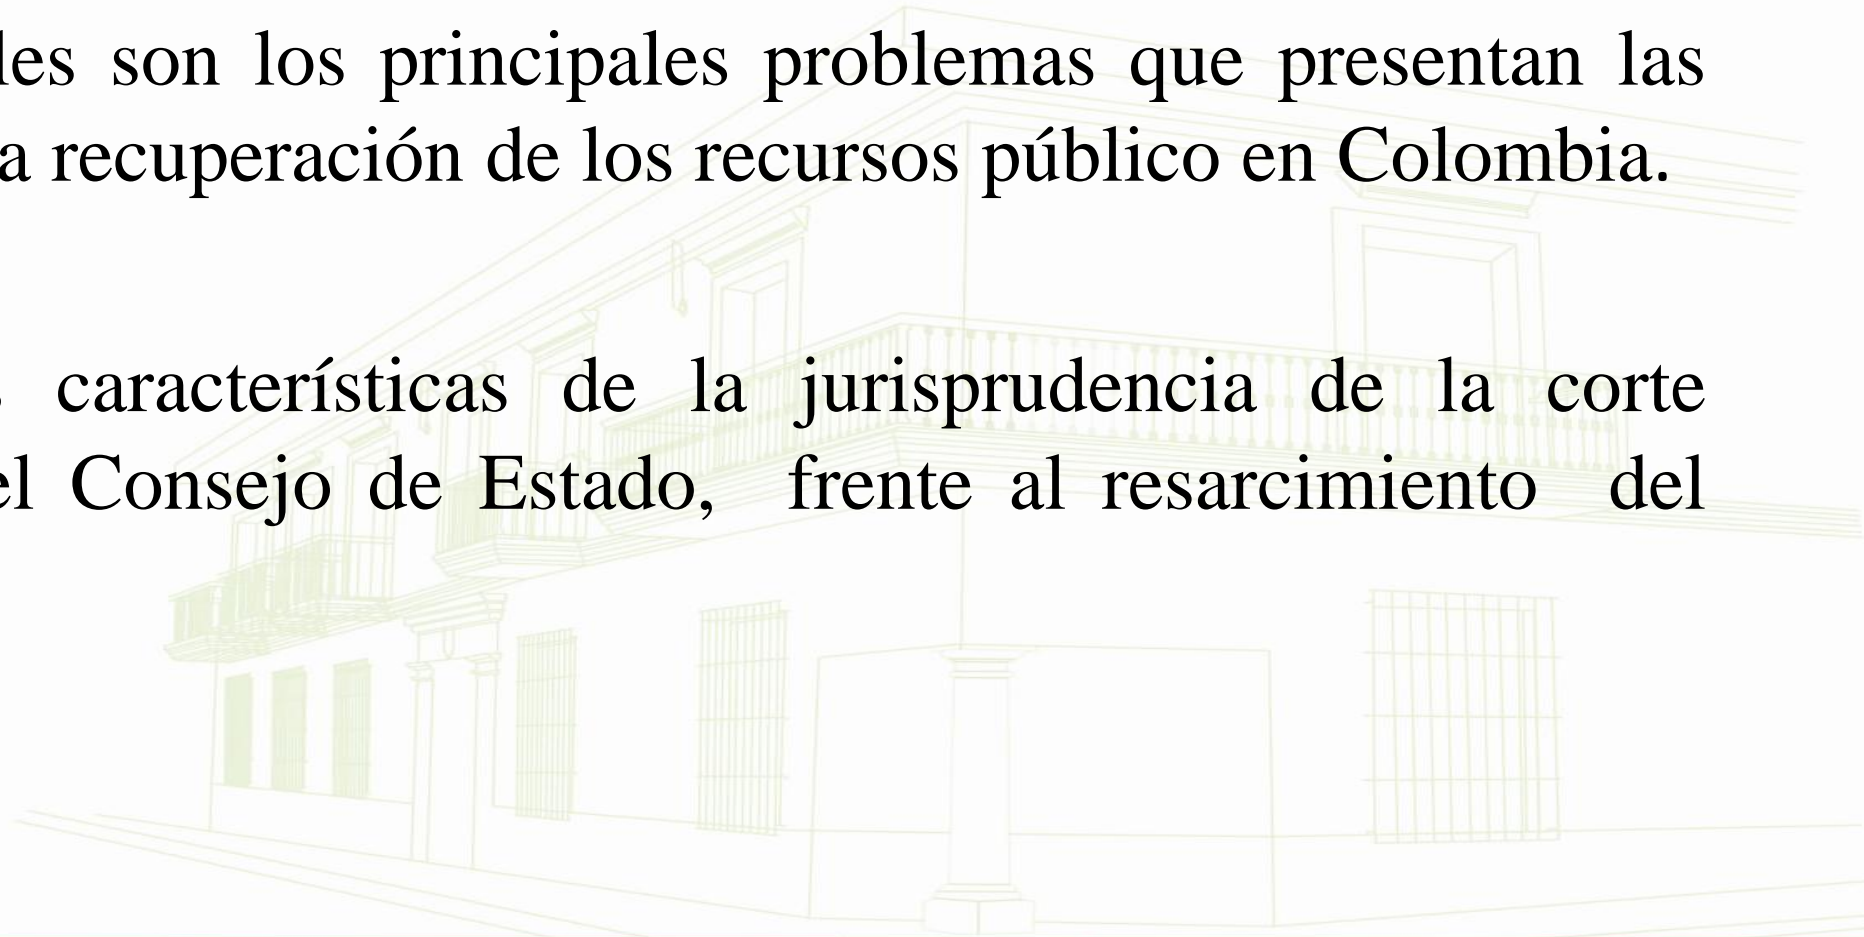 les son los principales problemas que presentan las
a recuperación de los recursos público en Colombia.
características de la jurisprudencia de la corte
el Consejo de Estado, frente al resarcimiento del